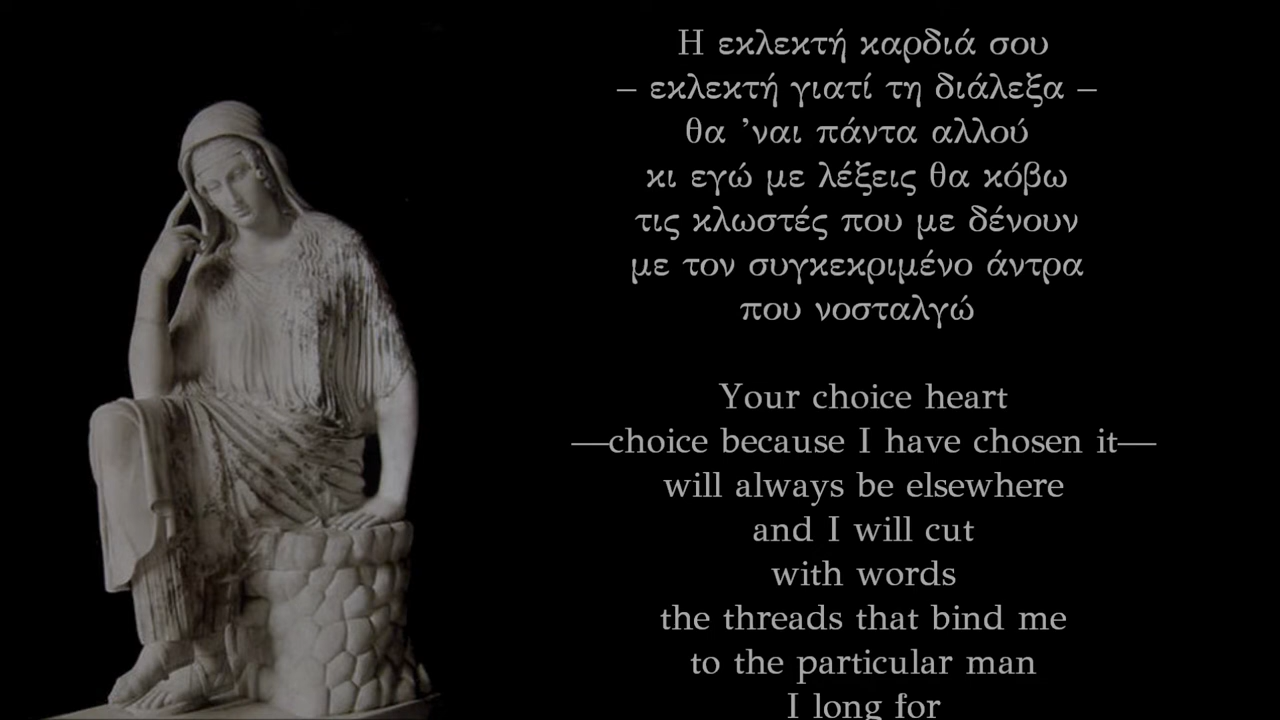 Η εκλεκτή καρδιά σου
– εκλεκτή γιατί τη διάλεξα –
θα ’ναι πάντα αλλού
κι εγώ με λέξεις θα κόβω
τις κλωστές που με δένουν
με τον συγκεκριμένο άντρα
που νοσταλγώ
Your choice heart
—choice because I have chosen it—
will always be elsewhere
and I will cut
with words
the threads that bind me
to the particular man
I long for